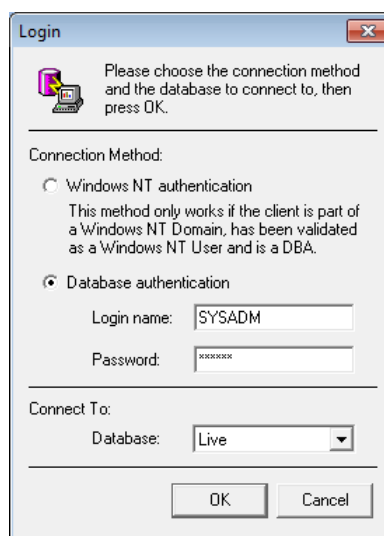 Login
Please choose the connection method
and the database to connect to, then
press OK.
Connection Method:
Windows NT authentication
This method only works if the client is part of
a Windows NT Domain, has been validated
as a Windows NT User and is a DBA.
Database authentication
Login name: SYSADM
Password: ******
Connect To:
Database: Live
OK Cancel